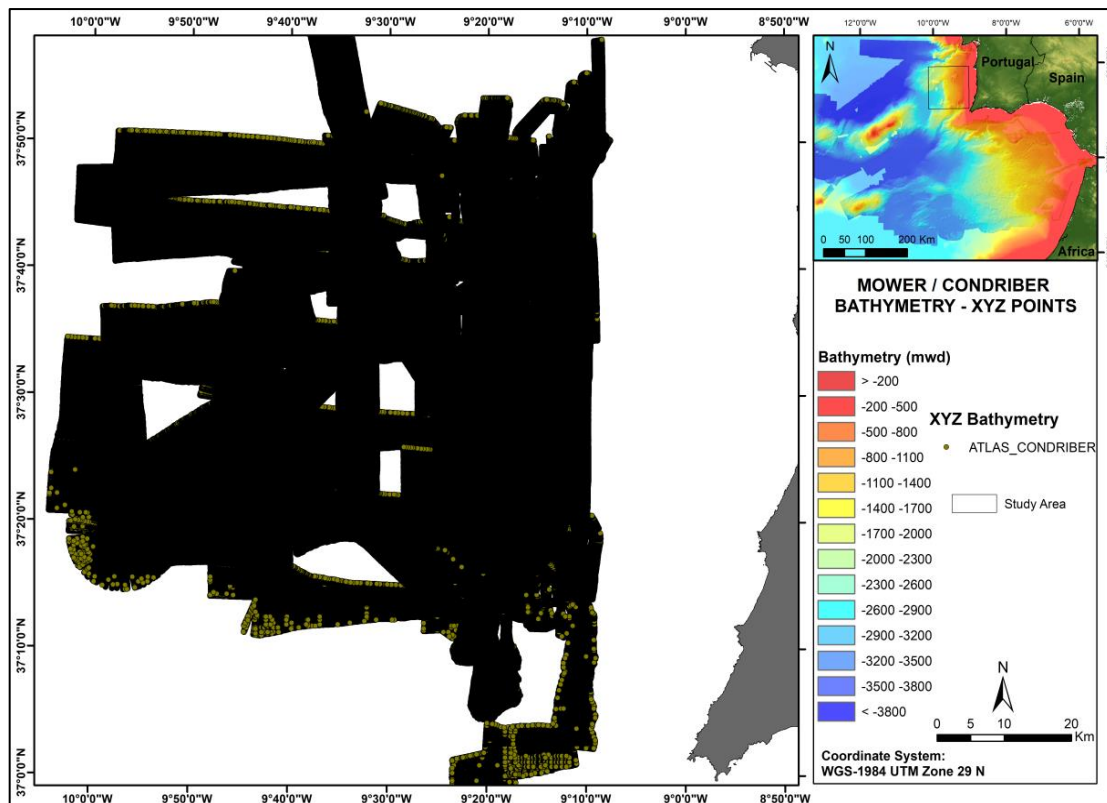 10°0'0"W 9°50'0"W 9°40'0"W 9°30'0"W 9°20'0"W 9°10'0"W 9°0'0"W 8°50'0"W
37°50'0"N
37°40'0"N
37°30'0"N
37°20'0"N
37°10'0"N
37°0'0"N
10°0'0"W 9°50'0"W 9°40'0"W 9°30'0"W 9°20'0"W 9°10'0"W 9°0'0"W 8°50'0"W
12°0'0"W 10°0'0"W 8°0'0"W 6°0'0"W
N
Portugal
Spain
0 50 100 200 Km
Africa
MOWER / CONDRIBER
BATHYMETRY - XYZ POINTS
Bathymetry (mwd)
> -200
-200 -500
-500 -800
-800 -1100
-1100 -1400
-1400 -1700
-1700 -2000
-2000 -2300
-2300 -2600
-2600 -2900
-2900 -3200
-3200 -3500
-3500 -3800
< -3800
XYZ Bathymetry
ATLAS_CONDRIBER
Study Area
N
0 5 10 20
Km
Coordinate System:
WGS-1984 UTM Zone 29 N